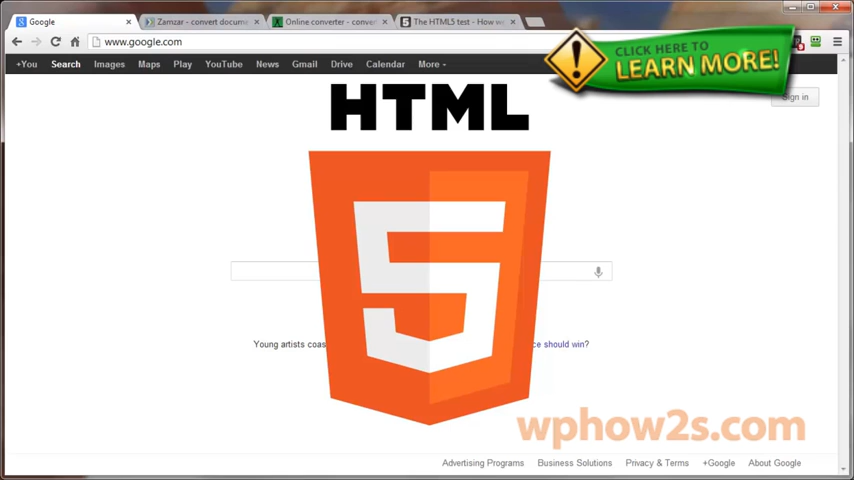 Google
Zamzar - convert docume
Online converter - convert
The HTML5 test - How w
www.google.com
CLICK HERE TO
LEARN MORE!
+You Search Images Maps Play YouTube News Gmail Drive Calendar More
Sign in
HTML
5
Young artists coas
ce should win?
wphow2s.com
Advertising Programs Business Solutions Privacy & Terms +Google About Google